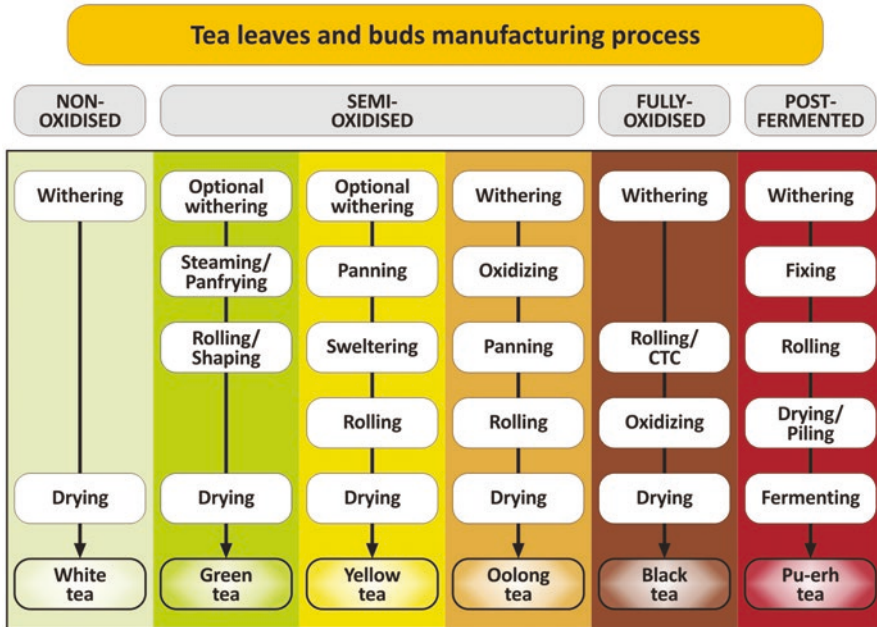 Tea leaves and buds manufacturing process
NON-
OXIDISED
SEMI-
OXIDISED
FULLY-
OXIDISED
POST-
FERMENTED
Withering
Drying
White
tea
Optional
withering
Steaming/
Panfrying
Rolling/
Shaping
Drying
Green
tea
Optional
withering
Panning
Sweltering
Rolling
Drying
Yellow
tea
Withering
Oxidizing
Panning
Rolling
Drying
Oolong
tea
Withering
Rolling/
CTC
Oxidizing
Drying
Black
tea
Withering
Fixing
Rolling
Drying/
Piling
Fermenting
Pu-erh
tea